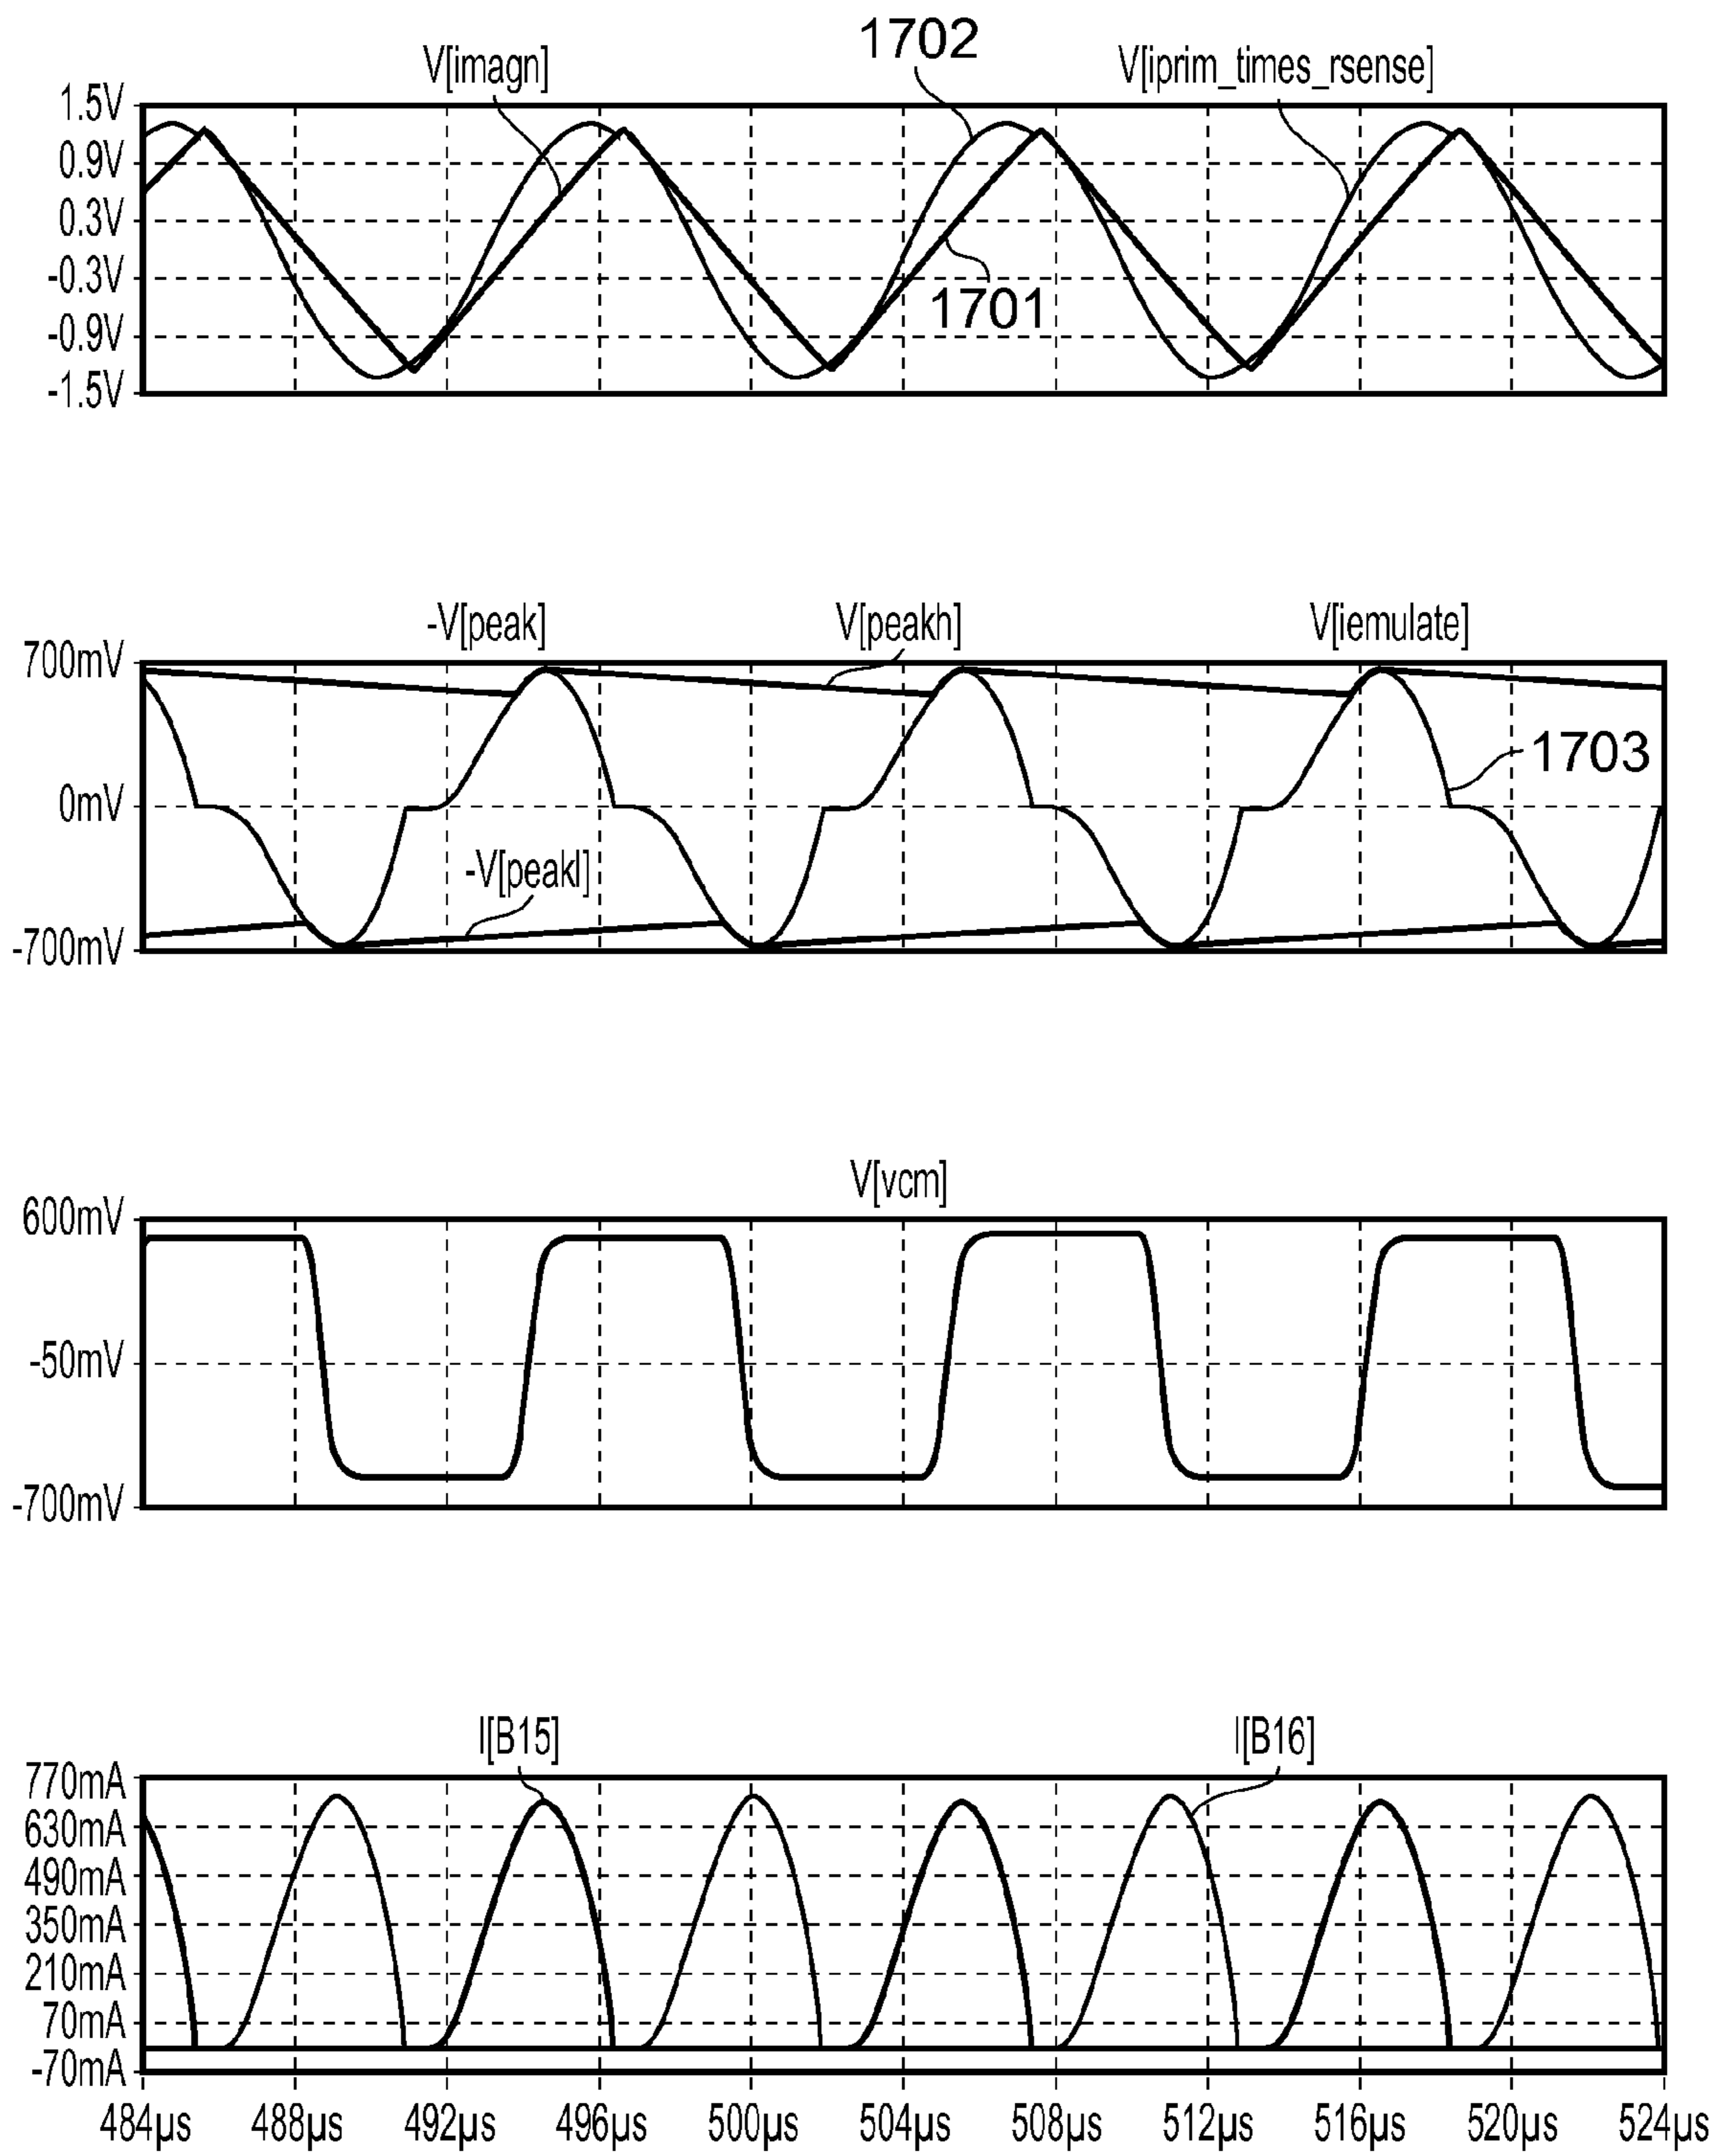 1702
V[imagn]
V[iprim_times_rsense]
1.5V
0.9V
0.3V
-0.3V
-0.9V
-1.5V
1701
-V[peak]
V[peakh]
V[iemulate]
700mV
1703
0mV
-V[peakl]
-700mV
V[vcm]
600mV
-50mV
-700mV
I[B15]
I[B16]
770mA
630mA
490mA
350mA
210mA
70mA
-70mA
484µs 488µs 492µs 496µs 500µs 504µs 508µs 512µs 516µs 520µs 524µs